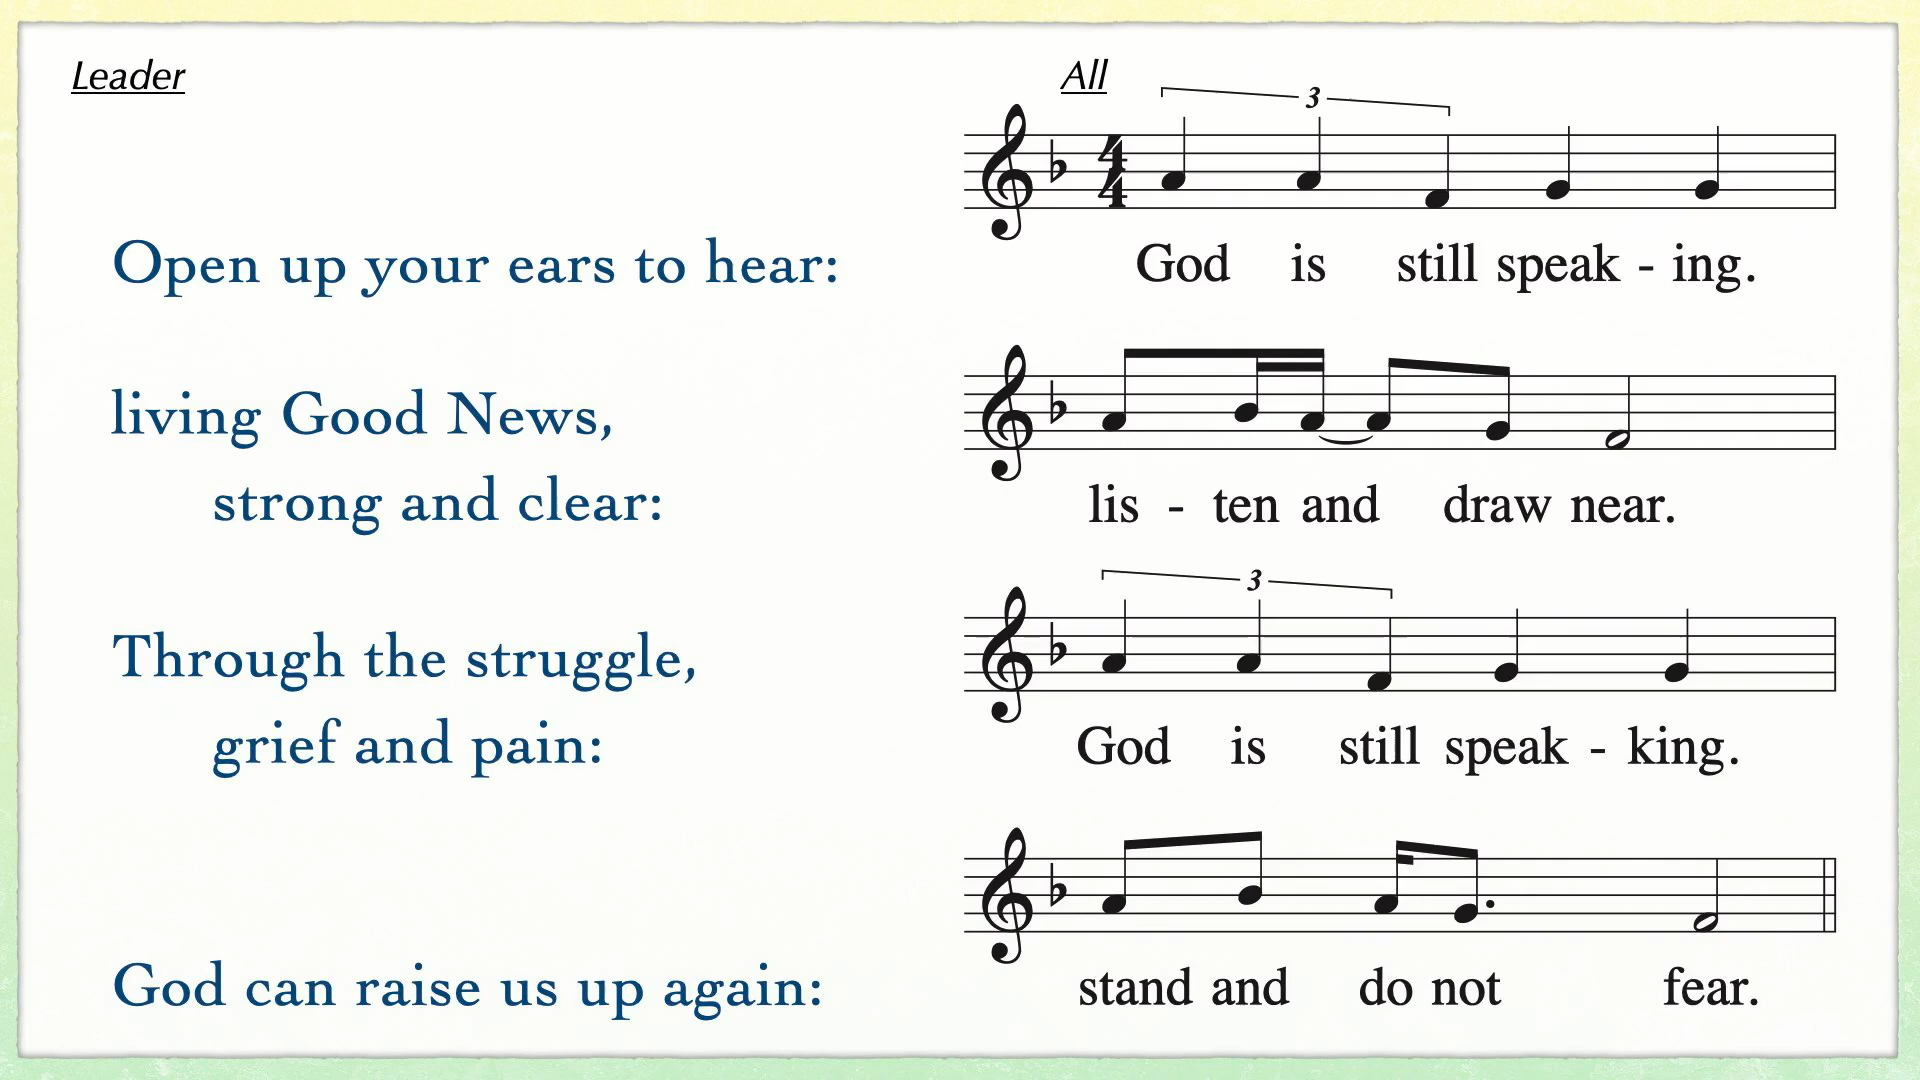 Leader
All
3
4
4
Open up your ears to hear:
God is still speak - ing.
living Good News,
strong and clear:
lis - ten and draw near.
3
Through the struggle,
grief and pain:
God is still speak - king.
God can raise us up again:
stand and do not fear.